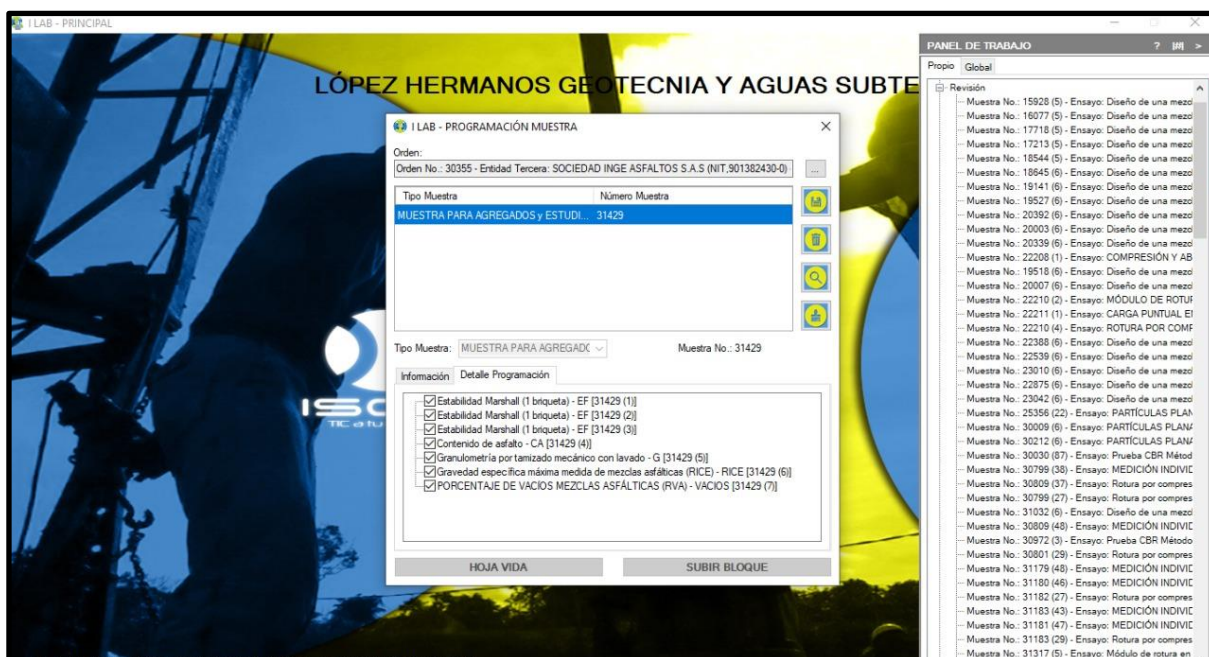 I LAB - PRINCIPAL
LÓPEZ HERMANOS GEOTECNIA Y AGUAS SUBTE
I LAB - PROGRAMACIÓN MUESTRA
Orden:
Orden No.: 30355 - Entidad Tercera: SOCIEDAD INGE ASFALTOS S.A.S (NIT,901382430-0)
...
Tipo Muestra Número Muestra
MUESTRA PARA AGREGADOS y ESTUDI... 31429
Tipo Muestra: MUESTRA PARA AGREGADO Muestra No.: 31429
Información Detalle Programación
Estabilidad Marshall (1 briqueta) - EF [31429 (1)]
Estabilidad Marshall (1 briqueta) - EF [31429 (2)]
Estabilidad Marshall (1 briqueta) - EF [31429 (3)]
Contenido de asfalto - CA [31429 (4)]
Granulometría por tamizado mecánico con lavado - G [31429 (5)]
Gravedad específica máxima medida de mezclas asfálticas (RICE) - RICE [31429 (6)]
PORCENTAJE DE VACÍOS MEZCLAS ASFÁLTICAS (RVA) - VACIOS [31429 (7)]
HOJA VIDA SUBIR BLOQUE
TIC a tu
PANEL DE TRABAJO ? >
Propio Global
Revisión
Muestra No.: 15928 (5) - Ensayo: Diseño de una mezcl
Muestra No.: 16077 (5) - Ensayo: Diseño de una mezcl
Muestra No.: 17718 (5) - Ensayo: Diseño de una mezcl
Muestra No.: 17213 (5) - Ensayo: Diseño de una mezcl
Muestra No.: 18544 (5) - Ensayo: Diseño de una mezcl
Muestra No.: 18645 (6) - Ensayo: Diseño de una mezcl
Muestra No.: 19141 (6) - Ensayo: Diseño de una mezcl
Muestra No.: 19527 (6) - Ensayo: Diseño de una mezcl
Muestra No.: 20392 (6) - Ensayo: Diseño de una mezcl
Muestra No.: 20003 (6) - Ensayo: Diseño de una mezcl
Muestra No.: 20339 (6) - Ensayo: Diseño de una mezcl
Muestra No.: 22208 (1) - Ensayo: COMPRESIÓN Y AB
Muestra No.: 19518 (6) - Ensayo: Diseño de una mezcl
Muestra No.: 20007 (6) - Ensayo: Diseño de una mezcl
Muestra No.: 22210 (2) - Ensayo: MÓDULO DE ROTUR
Muestra No.: 22211 (1) - Ensayo: CARGA PUNTUAL E
Muestra No.: 22210 (4) - Ensayo: ROTURA POR COMP
Muestra No.: 22388 (6) - Ensayo: Diseño de una mezcl
Muestra No.: 22539 (6) - Ensayo: Diseño de una mezcl
Muestra No.: 23010 (6) - Ensayo: Diseño de una mezcl
Muestra No.: 22875 (6) - Ensayo: Diseño de una mezcl
Muestra No.: 23042 (6) - Ensayo: Diseño de una mezcl
Muestra No.: 25356 (22) - Ensayo: PARTÍCULAS PLAN
Muestra No.: 30009 (6) - Ensayo: PARTÍCULAS PLANA
Muestra No.: 30212 (6) - Ensayo: PARTÍCULAS PLANA
Muestra No.: 30030 (87) - Ensayo: Prueba CBR Métod
Muestra No.: 30799 (38) - Ensayo: MEDICIÓN INDIVID
Muestra No.: 30809 (37) - Ensayo: Rotura por compres
Muestra No.: 30799 (27) - Ensayo: Rotura por compres
Muestra No.: 31032 (6) - Ensayo: Diseño de una mezcl
Muestra No.: 30809 (48) - Ensayo: MEDICIÓN INDIVID
Muestra No.: 30972 (3) - Ensayo: Prueba CBR Método
Muestra No.: 30801 (29) - Ensayo: Rotura por compres
Muestra No.: 31179 (48) - Ensayo: MEDICIÓN INDIVID
Muestra No.: 31180 (46) - Ensayo: MEDICIÓN INDIVID
Muestra No.: 31182 (27) - Ensayo: Rotura por compres
Muestra No.: 31183 (43) - Ensayo: MEDICIÓN INDIVID
Muestra No.: 31181 (47) - Ensayo: MEDICIÓN INDIVID
Muestra No.: 31183 (29) - Ensayo: Rotura por compres
Muestra No.: 31317 (5) - Ensayo: Módulo de rotura en